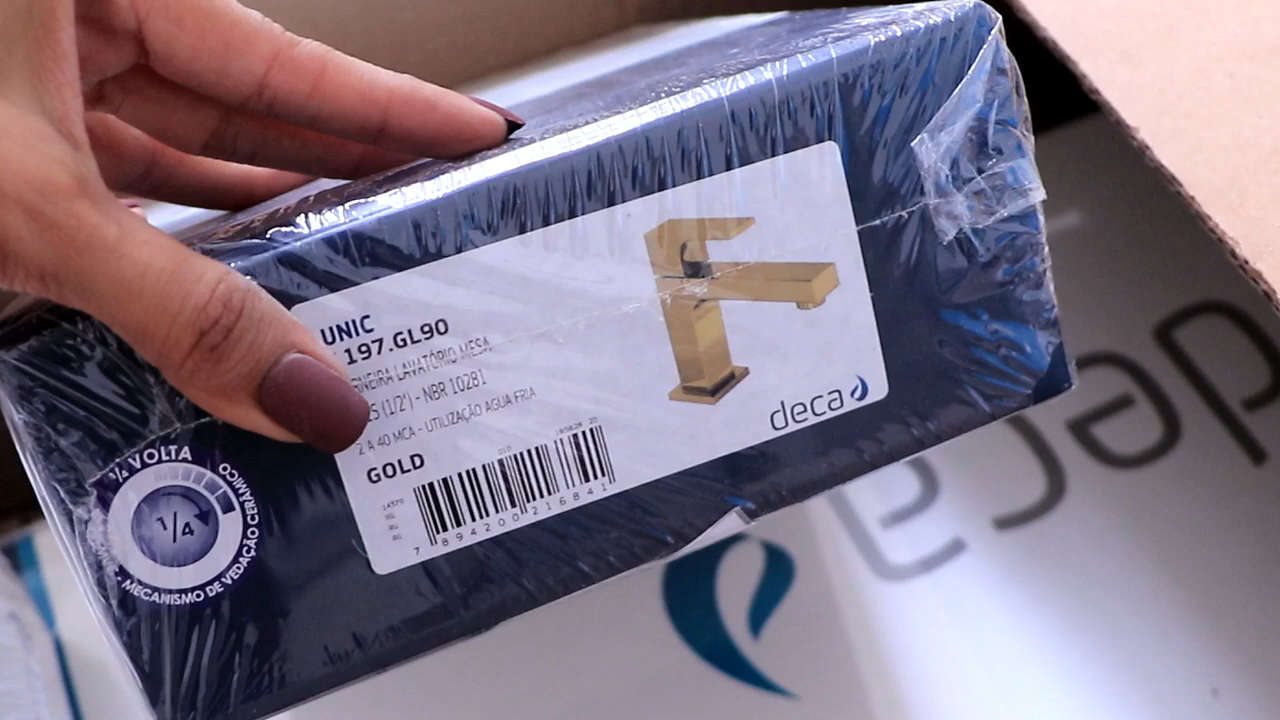 UNIC
197.GL90
RNEIRA LAVATÓRIO MESA
(1/2') - NBR 10281
2 A 40 MCA - UTILIZAÇÃO AGUA FRIA
GOLD
7 894200 216841
deca
¼ VOLTA
1/4
MECANISMO DE VEDAÇÃO CERÂMICO
deca